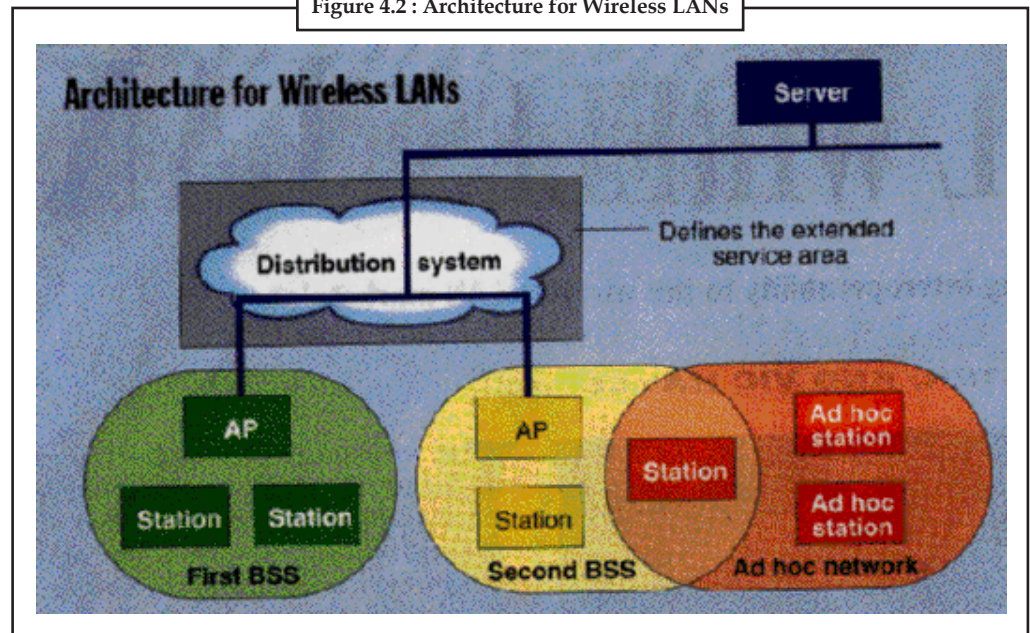 Figure 4.2 : Architecture for Wireless LANs
Architecture for Wireless LANs
Server
Distribution system
Defines the extended
service area
AP
Station
Station
First BSS
AP
Station
Second BSS
Station
Ad hoc
station
Ad hoc
station
Ad hoc network